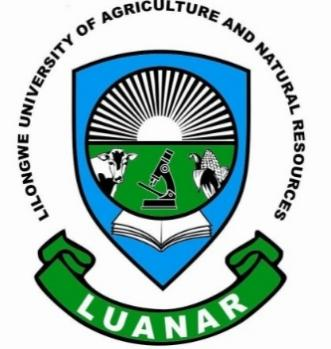 LILONGWE UNIVERSITY OF AGRICULTURE AND NATURAL RESOURCES
LUANAR